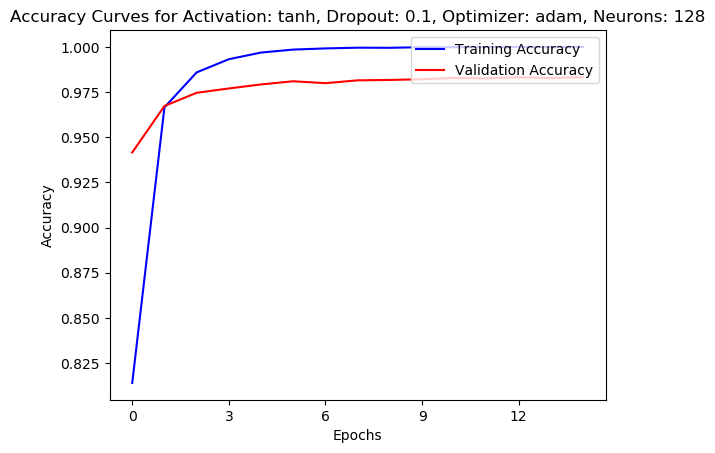 Accuracy Curves for Activation: tanh, Dropout: 0.1, Optimizer: adam, Neurons: 128
Training Accuracy
Validation Accuracy
1.000
0.975
0.950
0.925
0.900
0.875
0.850
0.825
Accuracy
0
3
6
9
12
Epochs